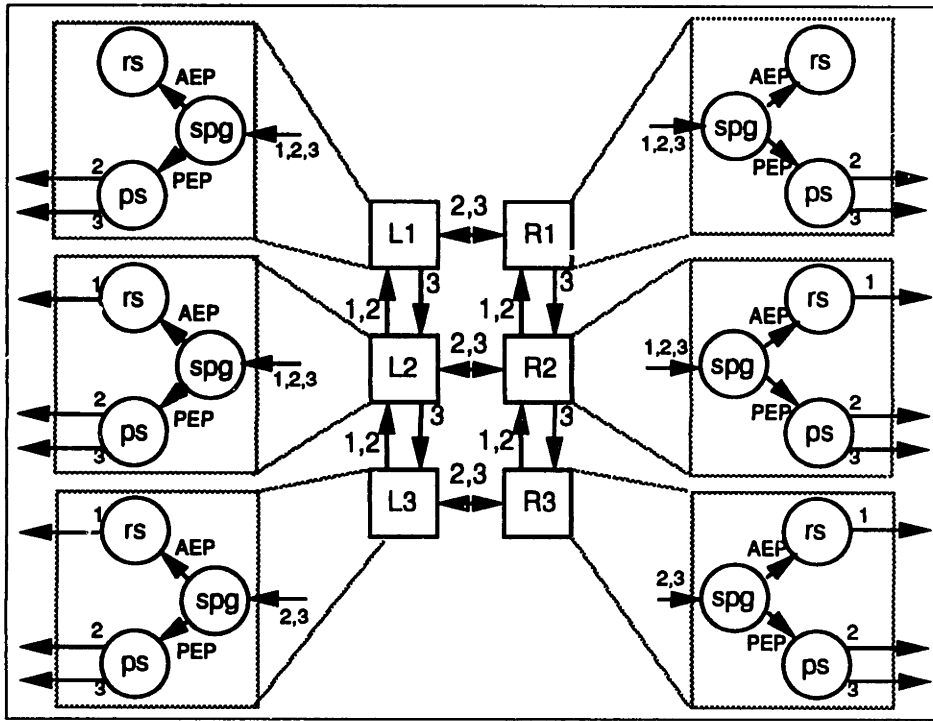 rs
AEP
spg
1,2,3
PEP
2
ps
3
rs
AEP
spg
1,2,3
PEP
2
ps
3
L1
2,3
R1
1,2
3
1,2
3
1
rs
AEP
spg
1,2,3
PEP
2
ps
3
L2
2,3
R2
rs
1
AEP
1,2,3
spg
PEP
2
ps
3
1,2
3
1,2
3
L3
2,3
R3
1
rs
AEP
spg
2,3
PEP
2
ps
3
rs
1
AEP
2,3
spg
PEP
2
ps
3